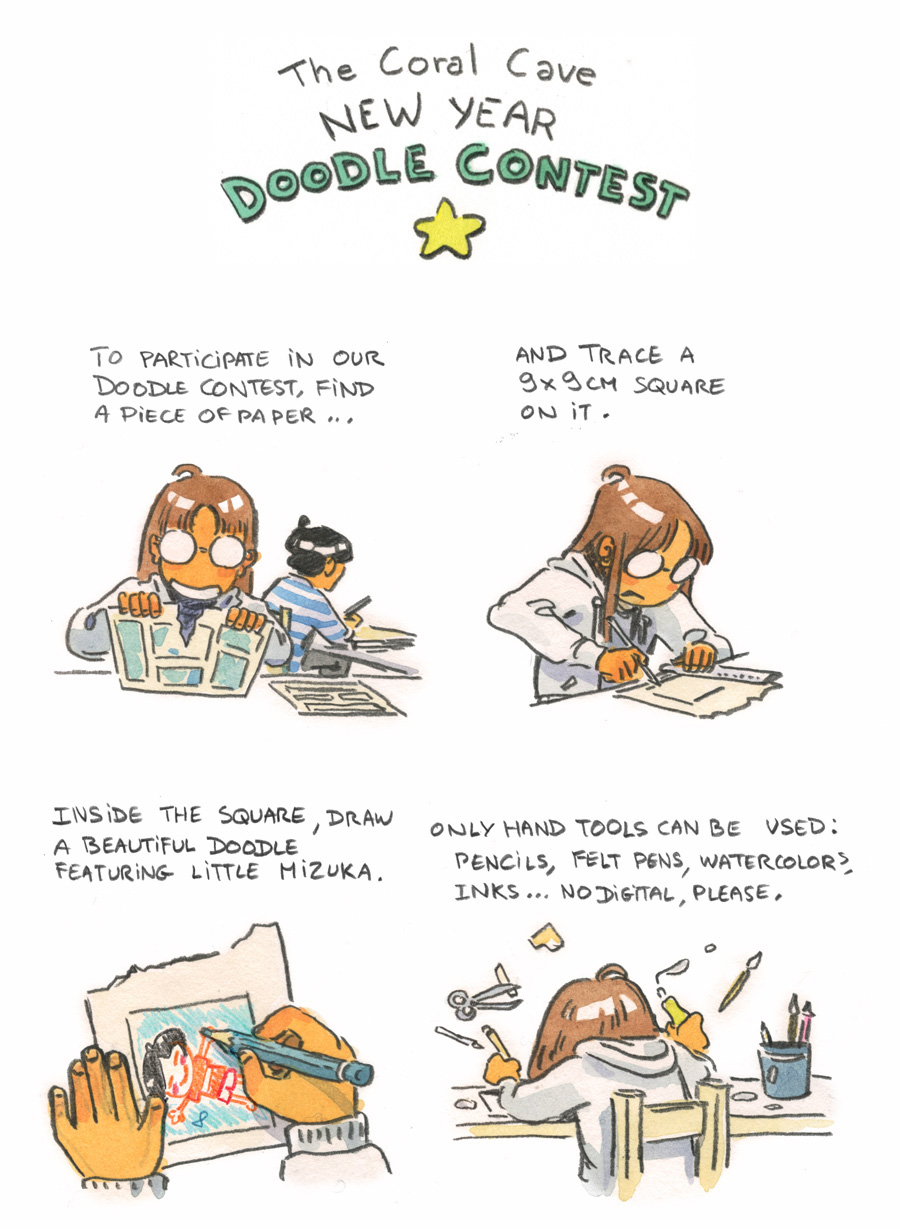 The Coral Cave
NEW YEAR
DOODLE CONTEST
TO PARTICIPATE IN OUR
DOODLE CONTEST, FIND
A PIECE OF PAPER ...
AND TRACE A
9x9CM SQUARE
ON IT.
INSIDE THE SQUARE, DRAW
A BEAUTIFUL DOODLE
FEATURING LITTLE MIZUKA.
ONLY HAND TOOLS CAN BE USED:
PENCILS, FELT PENS, WATERCOLORS,
INKS... NO DIGITAL, PLEASE.